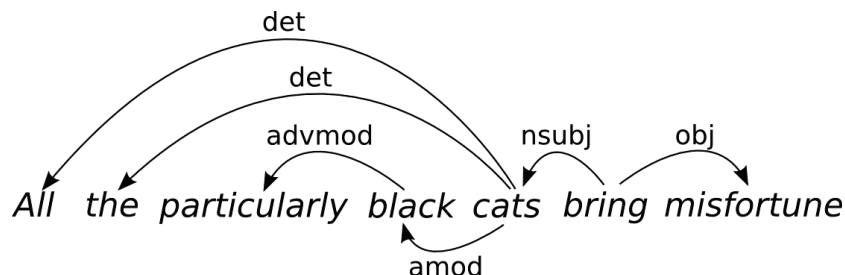 det
det
advmod nsubj obj
All the particularly black cats bring misfortune
amod